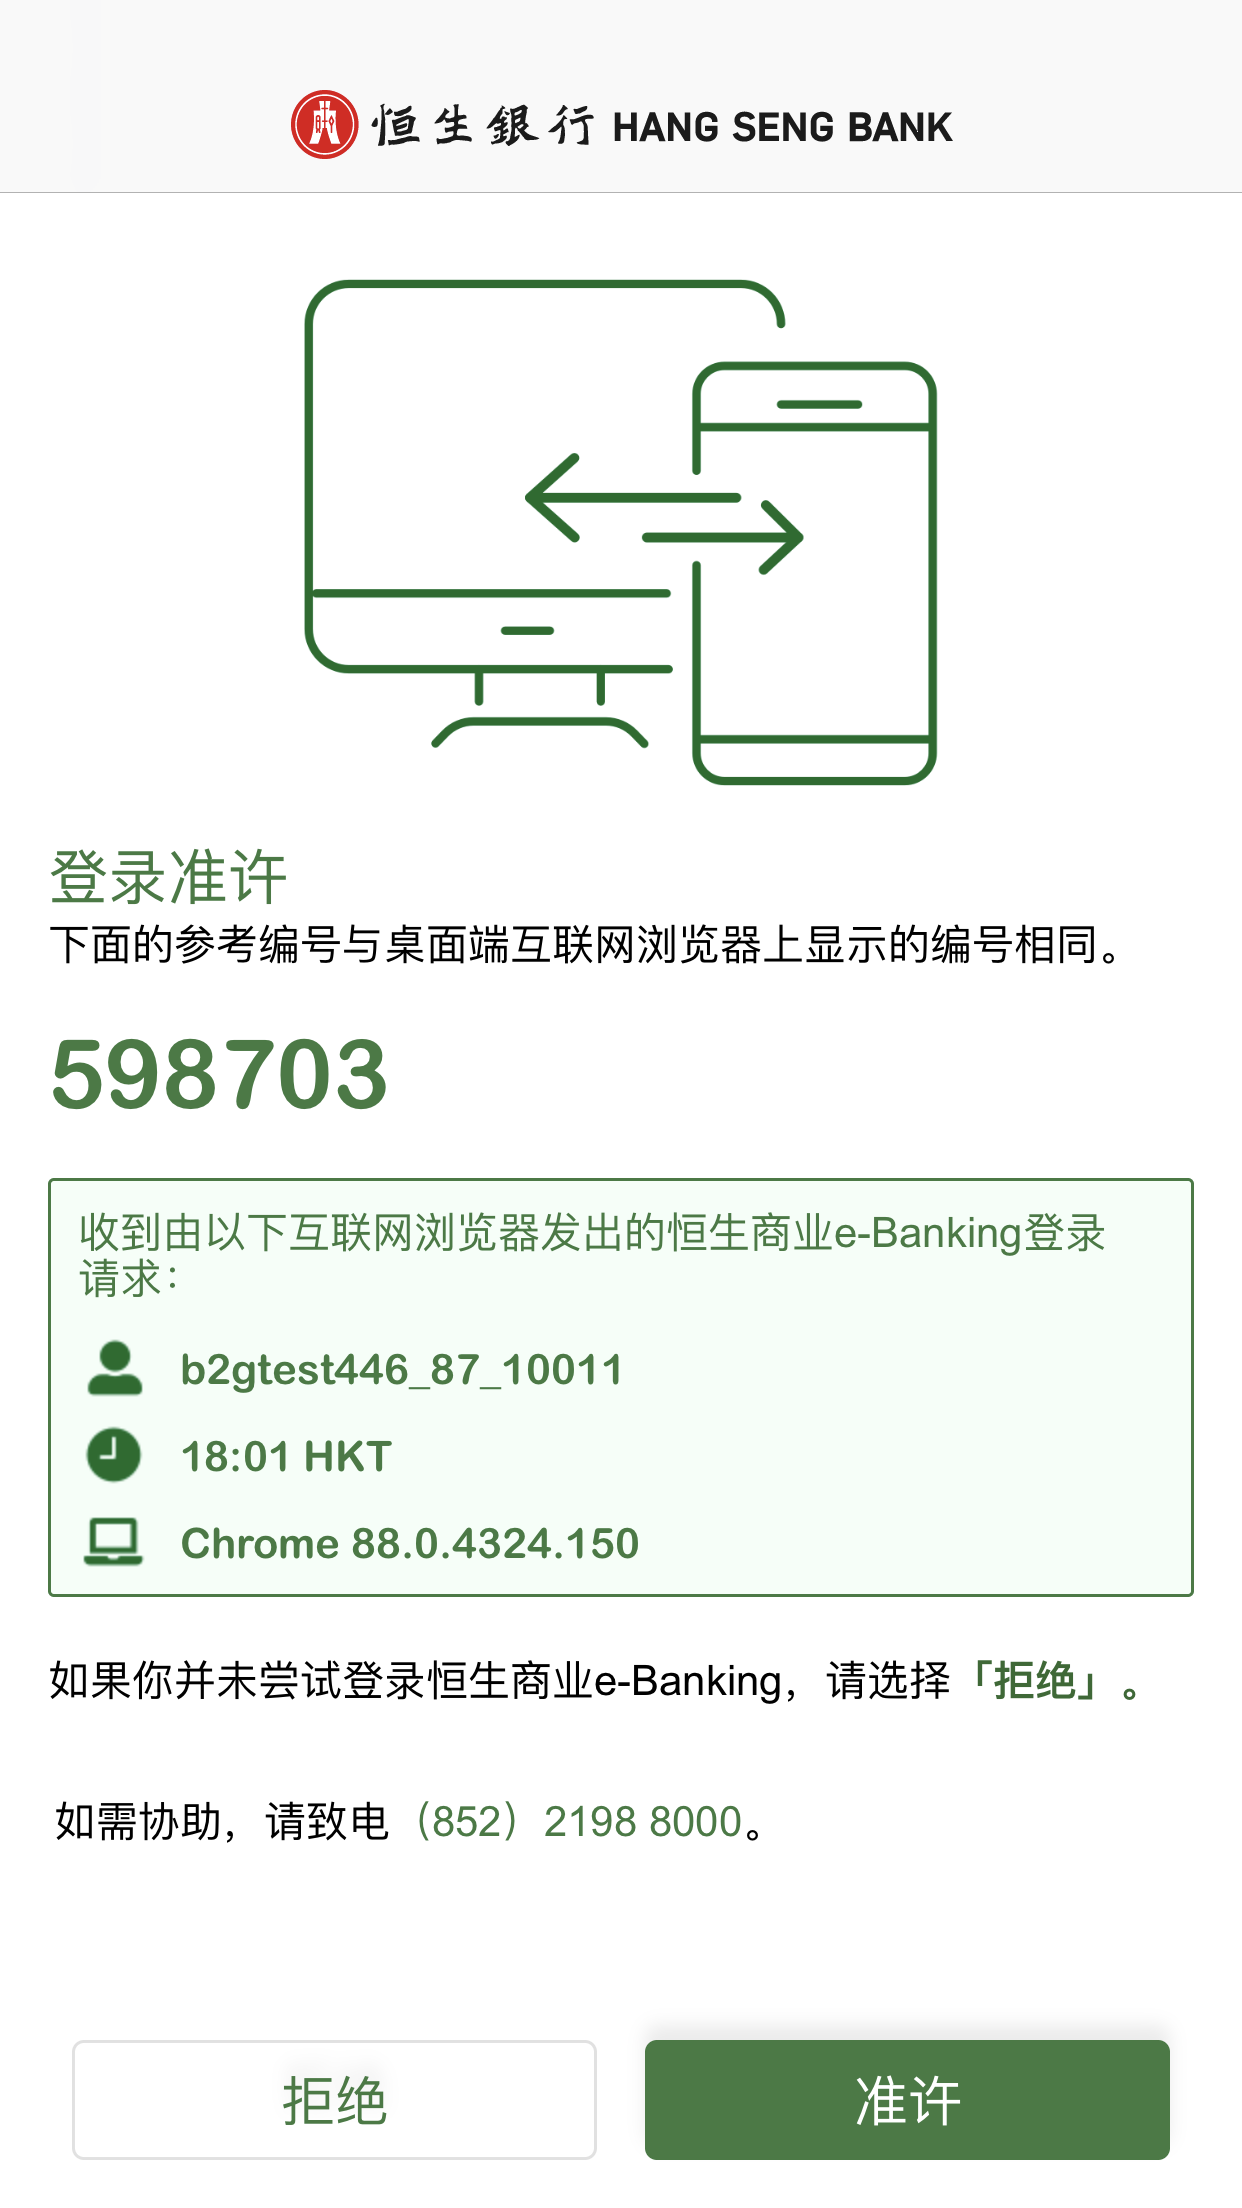 恒生銀行 HANG SENG BANK
登录准许
下面的参考编号与桌面端互联网浏览器上显示的编号相同。
598703
收到由以下互联网浏览器发出的恒生商业e-Banking登录
请求：
b2gtest446_87_10011
18:01 HKT
Chrome 88.0.4324.150
如果你并未尝试登录恒生商业e-Banking，请选择「拒绝」。
如需协助，请致电（852）2198 8000。
拒绝
准许